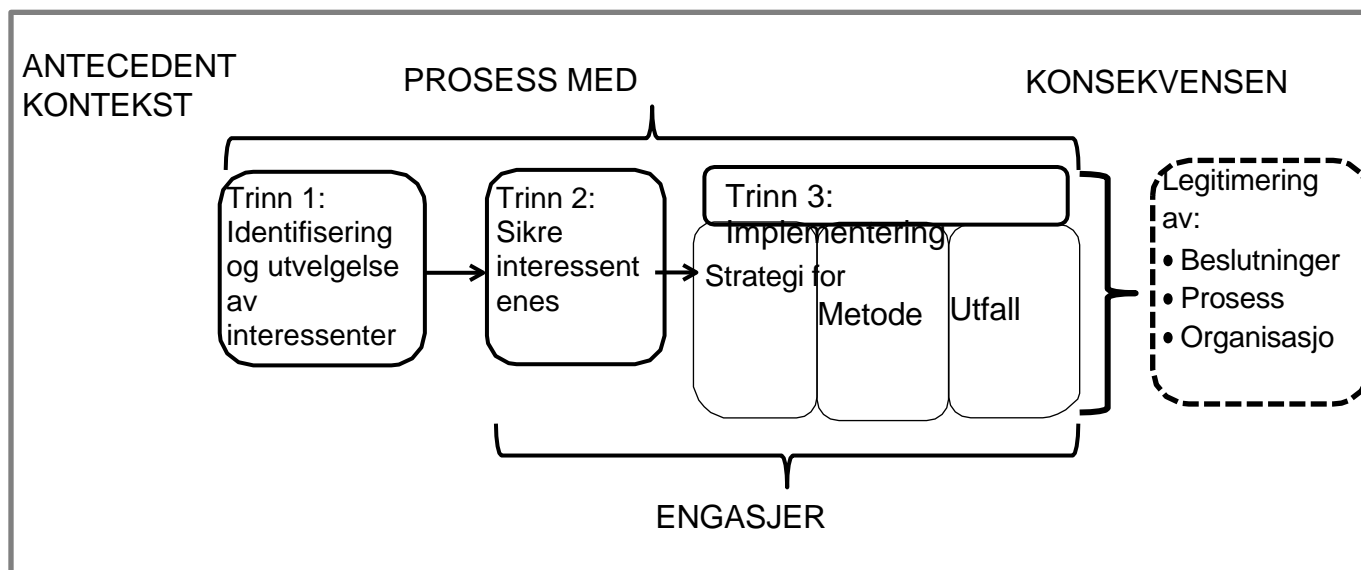 ANTECEDENT
KONTEKST
PROSESS MED
KONSEKVENSEN
Trinn 1:
Identifisering
og utvelgelse
av
interessenter
Trinn 2:
Sikre
interessent
enes
Trinn 3:
Implementering
Strategi for
Metode
Utfall
Legitimering
av:
• Beslutninger
• Prosess
• Organisasjo
ENGASJER